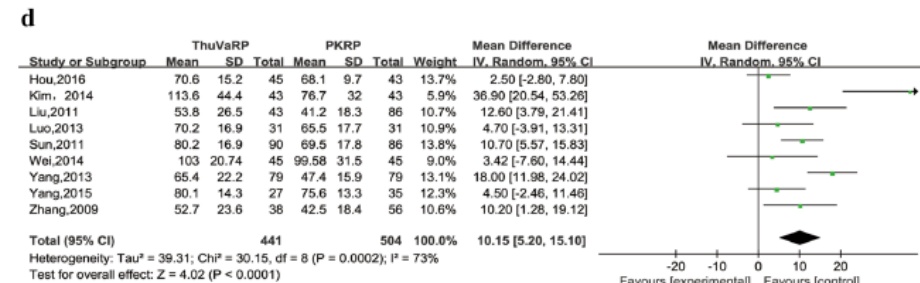 d
ThuVaRP PKRP Mean Difference Mean Difference
Study or Subgroup Mean SD Total Mean SD Total Weight IV, Random, 95% CI IV, Random, 95% CI
Hou,2016 70.6 15.2 45 68.1 9.7 43 13.7% 2.50 [-2.80, 7.80]
Kim, 2014 113.6 44.4 43 76.7 32 43 5.9% 36.90 [20.54, 53.26]
Liu,2011 53.8 26.5 43 41.2 18.3 86 10.7% 12.60 [3.79, 21.41]
Luo,2013 70.2 16.9 31 65.5 17.7 31 10.8% 4.70 [-3.91, 13.31]
Sun,2011 80.2 16.9 90 69.5 17.8 86 13.8% 10.70 [5.57, 15.83]
Wei,2014 103 20.74 45 99.58 31.5 45 9.0% 3.42 [-7.60, 14.44]
Yang,2013 65.4 22.2 79 47.4 15.9 79 13.2% 18.00 [11.98, 24.02]
Yang,2015 80.1 14.3 27 75.6 13.3 35 12.3% 4.50 [-2.46, 11.46]
Zhang,2009 52.7 23.6 38 42.5 18.4 56 10.6% 10.20 [1.28, 19.12]
Total (95% CI) 441 504 100.0% 10.15 [5.20, 15.10]
Heterogeneity: Tau² = 39.31; Chi² = 30.15, df = 8 (P = 0.0002); I² = 73%
Test for overall effect: Z = 4.02 (P < 0.0001)
-20 -10 0 10 20
Favours [experimental] Favours [control]